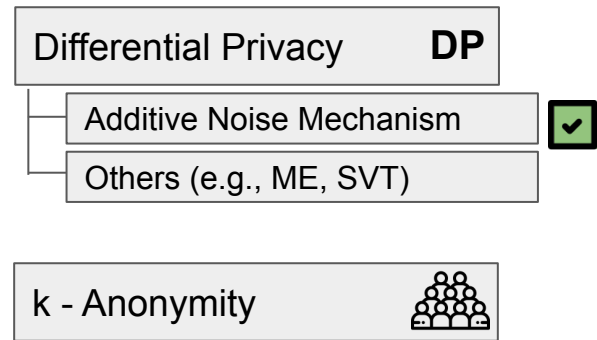 Differential Privacy DP
Additive Noise Mechanism
Others (e.g., ME, SVT)
k - Anonymity